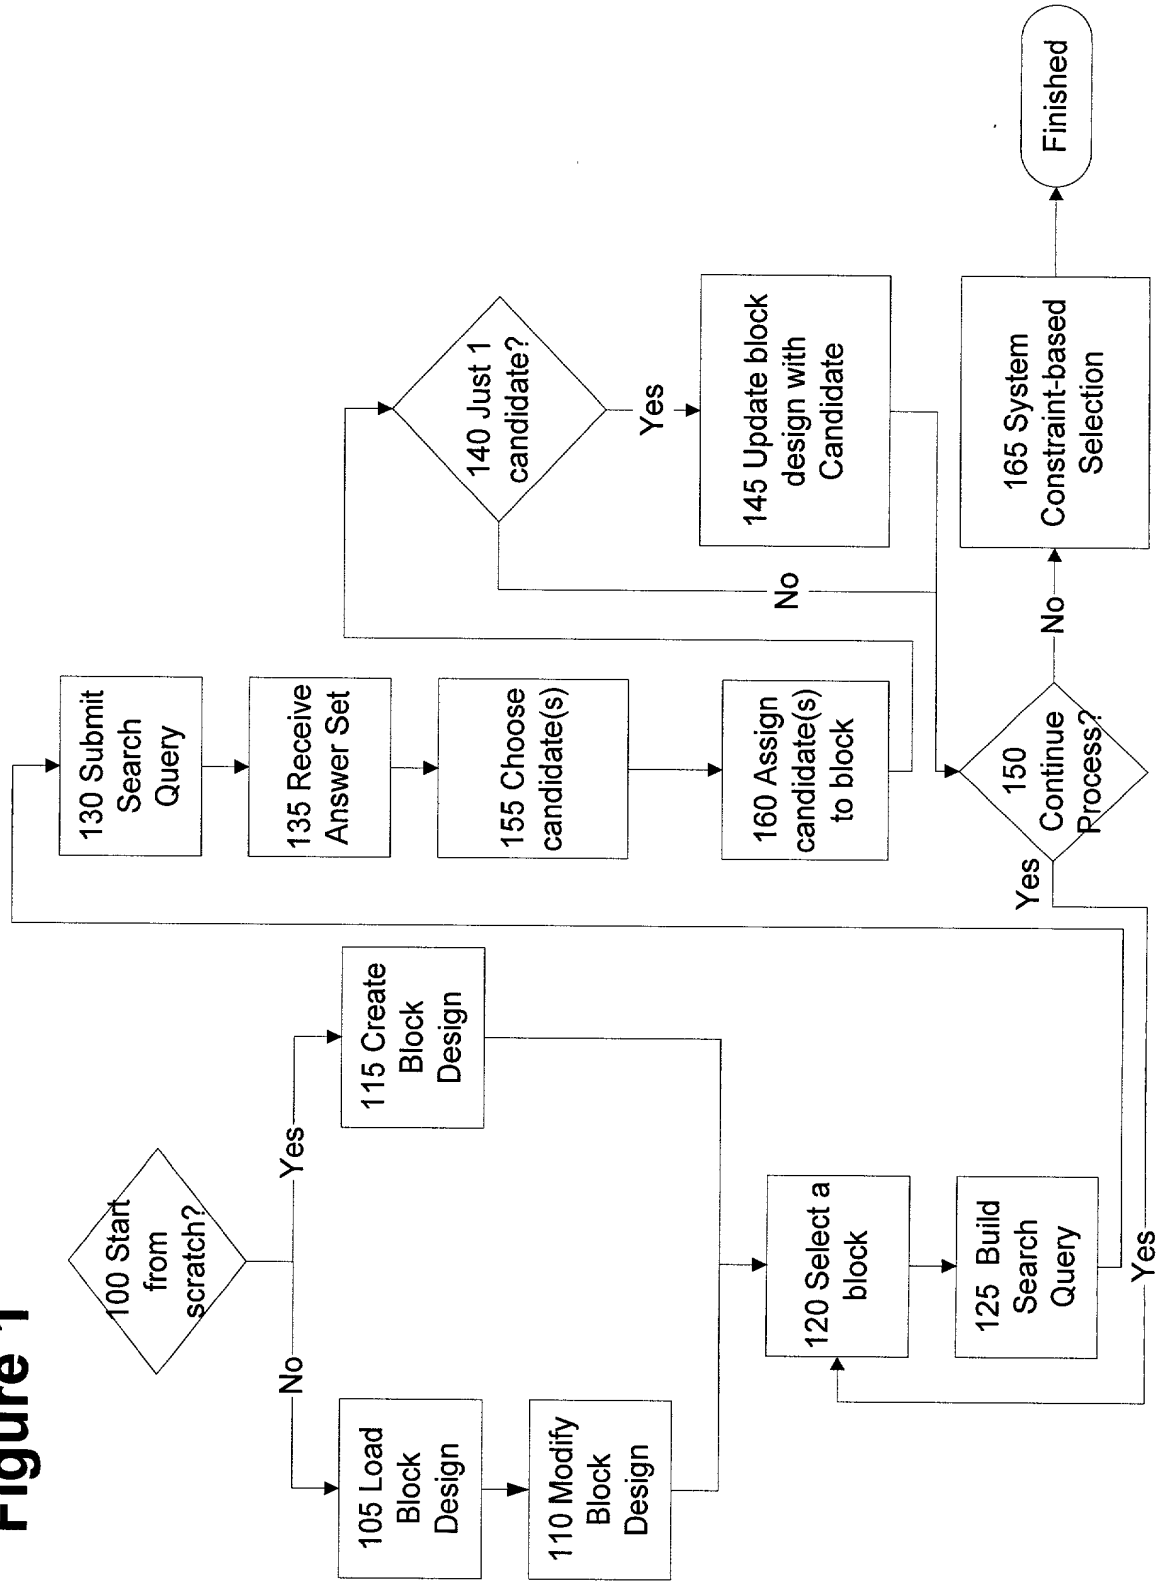 Figure 1
100 Start
from
scratch?
No
Yes
105 Load
Block
Design
110 Modify
Block
Design
115 Create
Block
Design
120 Select a
block
125 Build
Search
Query
Yes
130 Submit
Search
Query
135 Receive
Answer Set
155 Choose
candidate(s)
160 Assign
candidate(s)
to block
140 Just 1
candidate?
Yes
No
145 Update block
design with
Candidate
150
Continue
Process?
Yes
No
165 System
Constraint-based
Selection
Finished